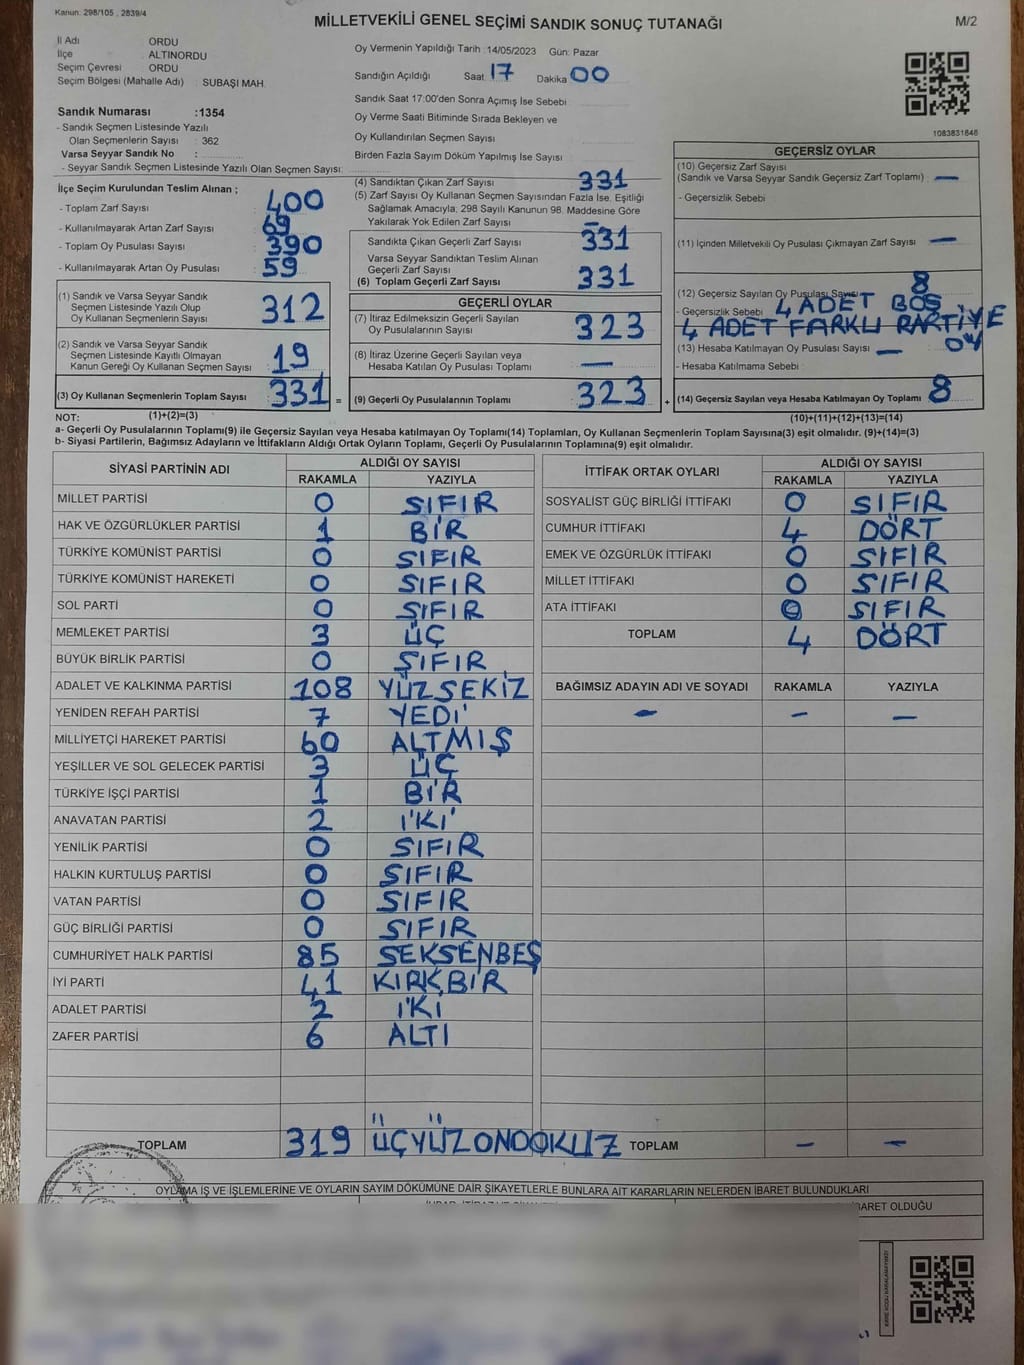 Kanun: 298/105 , 2839/4
MİLLETVEKİLİ GENEL SEÇİMİ SANDIK SONUÇ TUTANAĞI
M/2
İl Adı ORDU
İlçe ALTINORDU
Seçim Çevresi ORDU
Seçim Bölgesi (Mahalle Adı) : SUBAŞI MAH.
Sandık Numarası :1354
- Sandık Seçmen Listesinde Yazılı
Olan Seçmenlerin Sayısı : 362
Varsa Seyyar Sandık No :
- Seyyar Sandık Seçmen Listesinde Yazılı Olan Seçmen Sayısı:
Oy Vermenin Yapıldığı Tarih : 14/05/2023 Gün: Pazar
Sandığın Açıldığı Saat 17 Dakika 00
Sandık Saat 17:00'den Sonra Açımış İse Sebebi
Oy Verme Saati Bitiminde Sırada Bekleyen ve
Oy Kullandırılan Seçmen Sayısı
Birden Fazla Sayım Döküm Yapılmış İse Sayısı
1083831648
İlçe Seçim Kurulundan Teslim Alınan ;
- Toplam Zarf Sayısı : 400
- Kullanılmayarak Artan Zarf Sayısı : 69
- Toplam Oy Pusulası Sayısı : 390
- Kullanılmayarak Artan Oy Pusulası : 59
(1) Sandık ve Varsa Seyyar Sandık
Seçmen Listesinde Yazılı Olup
Oy Kullanan Seçmenlerin Sayısı : 312
(2) Sandık ve Varsa Seyyar Sandık
Seçmen Listesinde Kayıtlı Olmayan
Kanun Gereği Oy Kullanan Seçmen Sayısı : 19
(3) Oy Kullanan Seçmenlerin Toplam Sayısı : 331 =
(4) Sandıktan Çıkan Zarf Sayısı 331
(5) Zarf Sayısı Oy Kullanan Seçmen Sayısından Fazla İse, Eşitliği
Sağlamak Amacıyla; 298 Sayılı Kanunun 98. Maddesine Göre
Yakılarak Yok Edilen Zarf Sayısı –
Sandıkta Çıkan Geçerli Zarf Sayısı : 331
Varsa Seyyar Sandıktan Teslim Alınan
Geçerli Zarf Sayısı
(6) Toplam Geçerli Zarf Sayısı : 331
GEÇERLİ OYLAR
(7) İtiraz Edilmeksizin Geçerli Sayılan
Oy Pusulalarının Sayısı : 323
(8) İtiraz Üzerine Geçerli Sayılan veya
Hesaba Katılan Oy Pusulası Toplamı : —
(9) Geçerli Oy Pusulalarının Toplamı : 323 +
GEÇERSİZ OYLAR
(10) Geçersiz Zarf Sayısı
(Sandık ve Varsa Seyyar Sandık Geçersiz Zarf Toplamı) : —
- Geçersizlik Sebebi
(11) İçinden Milletvekili Oy Pusulası Çıkmayan Zarf Sayısı : —
(12) Geçersiz Sayılan Oy Pusulası Sayısı : 8
- Geçersizlik Sebebi : 4 ADET BOŞ
4 ADET FARKLI PARTİYE
OY
(13) Hesaba Katılmayan Oy Pusulası Sayısı : —
- Hesaba Katılmama Sebebi :
(14) Geçersiz Sayılan veya Hesaba Katılmayan Oy Toplamı : 8
NOT: (1)+(2)=(3) (10)+(11)+(12)+(13)=(14)
a- Geçerli Oy Pusulalarının Toplamı(9) ile Geçersiz Sayılan veya Hesaba Katılmayan Oy Toplamı(14) Toplamları, Oy Kullanan Seçmenlerin Toplam Sayısına(3) eşit olmalıdır. (9)+(14)=(3)
b- Siyasi Partilerin, Bağımsız Adayların ve İttifakların Aldığı Ortak Oyların Toplamı, Geçerli Oy Pusulalarının Toplamına(9) eşit olmalıdır.
SİYASİ PARTİNİN ADI ALDIĞI OY SAYISI
RAKAMLA YAZIYLA
MİLLET PARTİSİ 0 SIFIR
HAK VE ÖZGÜRLÜKLER PARTİSİ 1 BİR
TÜRKİYE KOMÜNİST PARTİSİ 0 SIFIR
TÜRKİYE KOMÜNİST HAREKETİ 0 SIFIR
SOL PARTİ 0 SIFIR
MEMLEKET PARTİSİ 3 ÜÇ
BÜYÜK BİRLİK PARTİSİ 0 SIFIR
ADALET VE KALKINMA PARTİSİ 108 YÜZSEKİZ
YENİDEN REFAH PARTİSİ 7 YEDİ
MİLLİYETÇİ HAREKET PARTİSİ 60 ALTMIŞ
YEŞİLLER VE SOL GELECEK PARTİSİ 3 ÜÇ
TÜRKİYE İŞÇİ PARTİSİ 1 BİR
ANAVATAN PARTİSİ 2 İKİ
YENİLİK PARTİSİ 0 SIFIR
HALKIN KURTULUŞ PARTİSİ 0 SIFIR
VATAN PARTİSİ 0 SIFIR
GÜÇ BİRLİĞİ PARTİSİ 0 SIFIR
CUMHURİYET HALK PARTİSİ 85 SEKSENBEŞ
İYİ PARTİ 41 KIRKBİR
ADALET PARTİSİ 2 İKİ
ZAFER PARTİSİ 6 ALTI
TOPLAM 319 ÜÇYÜZONDOKUZ
İTTİFAK ORTAK OYLARI ALDIĞI OY SAYISI
RAKAMLA YAZIYLA
SOSYALİST GÜÇ BİRLİĞİ İTTİFAKI 0 SIFIR
CUMHUR İTTİFAKI 4 DÖRT
EMEK VE ÖZGÜRLÜK İTTİFAKI 0 SIFIR
MİLLET İTTİFAKI 0 SIFIR
ATA İTTİFAKI 0 SIFIR
TOPLAM 4 DÖRT
BAĞIMSIZ ADAYIN ADI VE SOYADI RAKAMLA YAZIYLA
— — —
TOPLAM — —
OYLAMA İŞ VE İŞLEMLERİNE VE OYLARIN SAYIM DÖKÜMÜNE DAİR ŞİKAYETLERLE BUNLARA AİT KARARLARIN NELERDEN İBARET BULUNDUKLARI
İBARET OLDUĞU